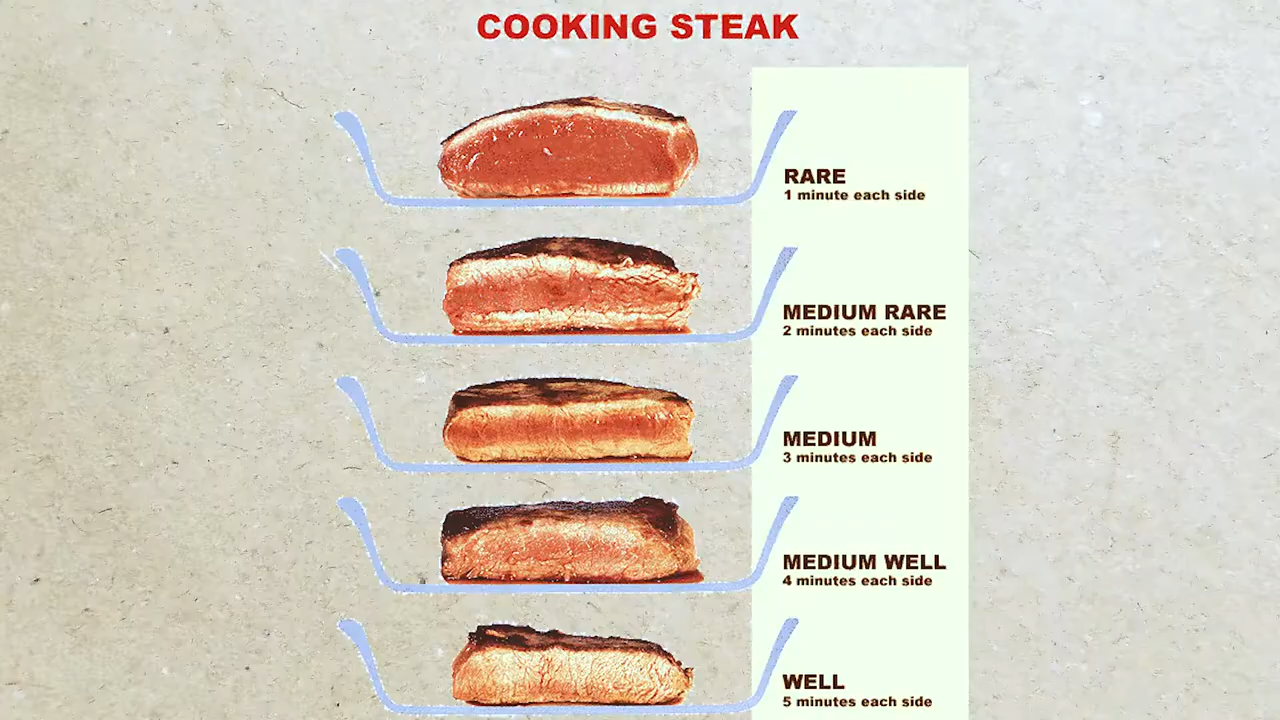 COOKING STEAK
RARE
1 minute each side
MEDIUM RARE
2 minutes each side
MEDIUM
3 minutes each side
MEDIUM WELL
4 minutes each side
WELL
5 minutes each side